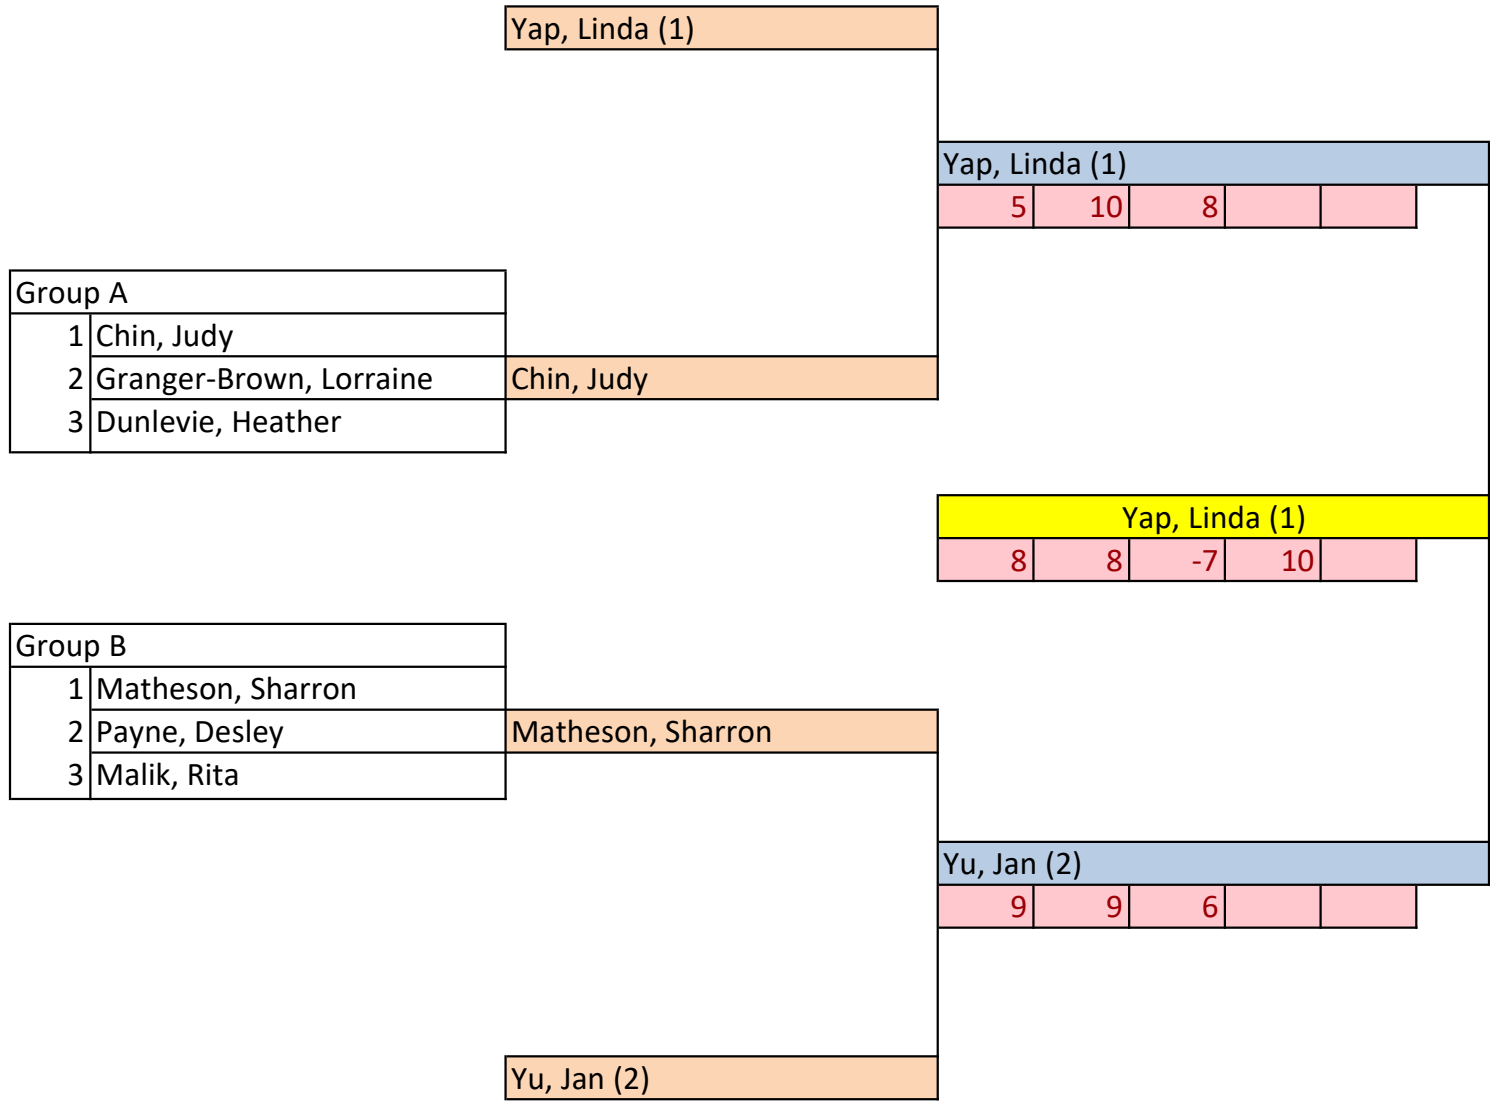 Yap, Linda (1)
Yap, Linda (1)
5 10 8
Group A
1 Chin, Judy
2 Granger-Brown, Lorraine
Chin, Judy
3 Dunlevie, Heather
Yap, Linda (1)
8 8 -7 10
Group B
1 Matheson, Sharron
2 Payne, Desley
Matheson, Sharron
3 Malik, Rita
Yu, Jan (2)
9 9 6
Yu, Jan (2)